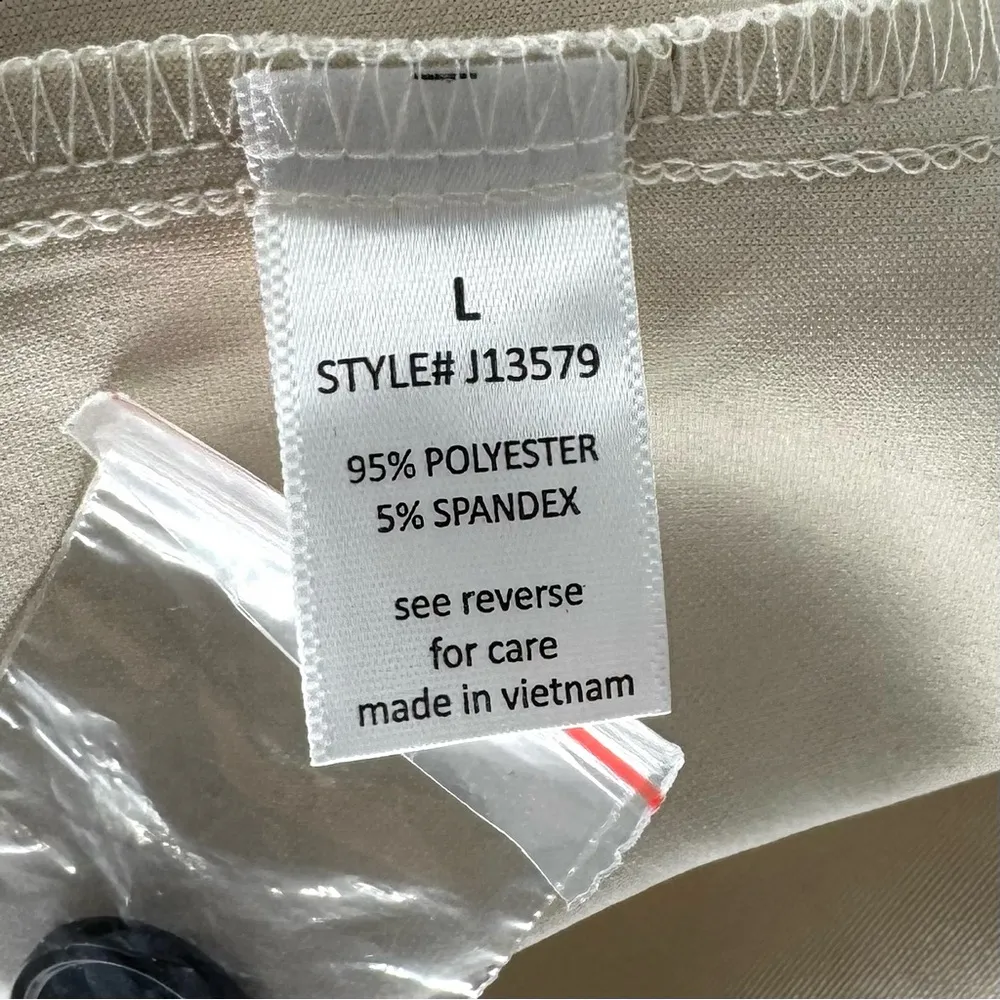 L
STYLE# J13579
95% POLYESTER
5% SPANDEX
see reverse
for care
made in vietnam